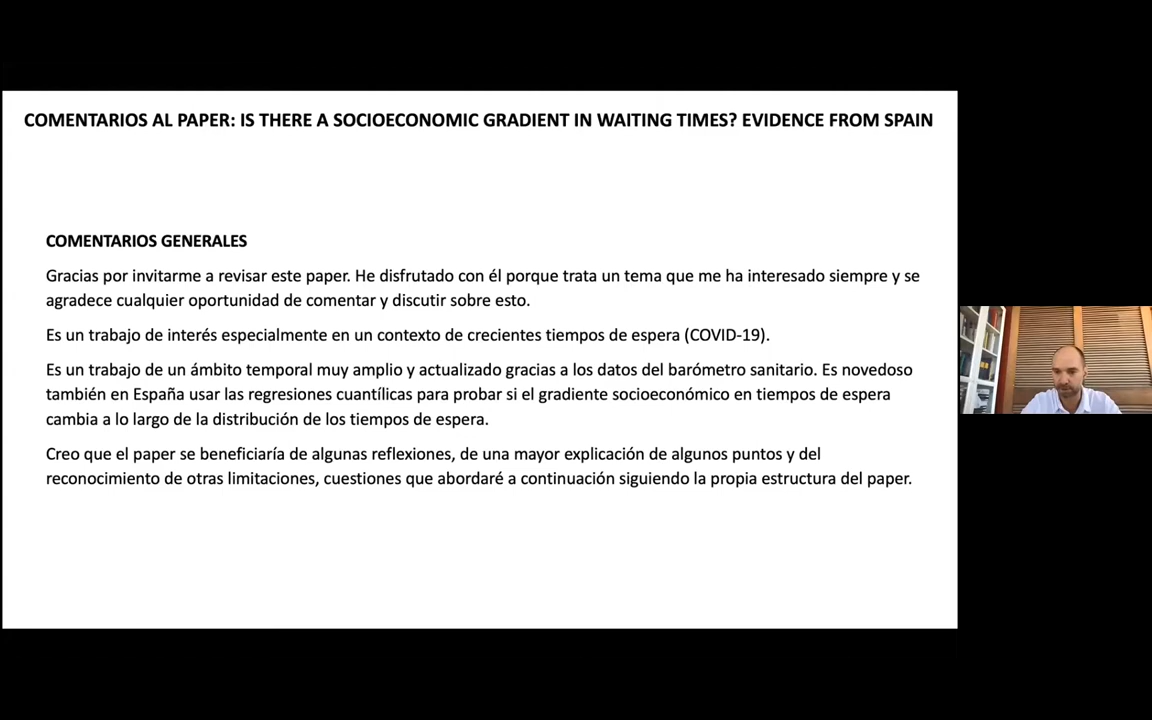 COMENTARIOS AL PAPER: IS THERE A SOCIOECONOMIC GRADIENT IN WAITING TIMES? EVIDENCE FROM SPAIN
COMENTARIOS GENERALES
Gracias por invitarme a revisar este paper. He disfrutado con él porque trata un tema que me ha interesado siempre y se
agradece cualquier oportunidad de comentar y discutir sobre esto.
Es un trabajo de interés especialmente en un contexto de crecientes tiempos de espera (COVID-19).
Es un trabajo de un ámbito temporal muy amplio y actualizado gracias a los datos del barómetro sanitario. Es novedoso
también en España usar las regresiones cuantílicas para probar si el gradiente socioeconómico en tiempos de espera
cambia a lo largo de la distribución de los tiempos de espera.
Creo que el paper se beneficiaría de algunas reflexiones, de una mayor explicación de algunos puntos y del
reconocimiento de otras limitaciones, cuestiones que abordaré a continuación siguiendo la propia estructura del paper.